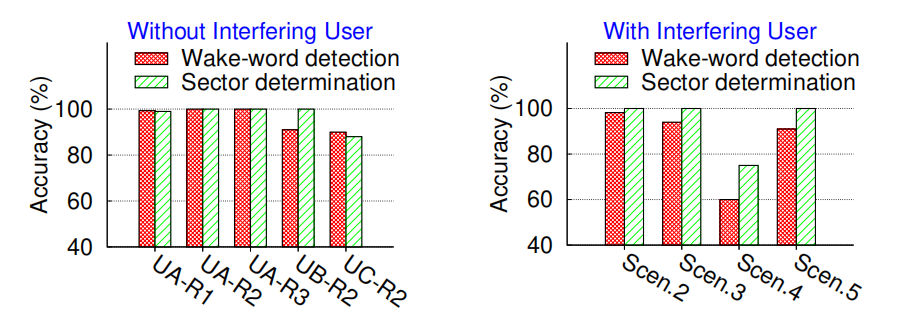 Without Interfering User
Wake-word detection
Sector determination
Accuracy (%)
100
80
60
40
UA-R1
UA-R2
UA-R3
UB-R2
UC-R2
With Interfering User
Wake-word detection
Sector determination
Accuracy (%)
100
80
60
40
Scen.2
Scen.3
Scen.4
Scen.5